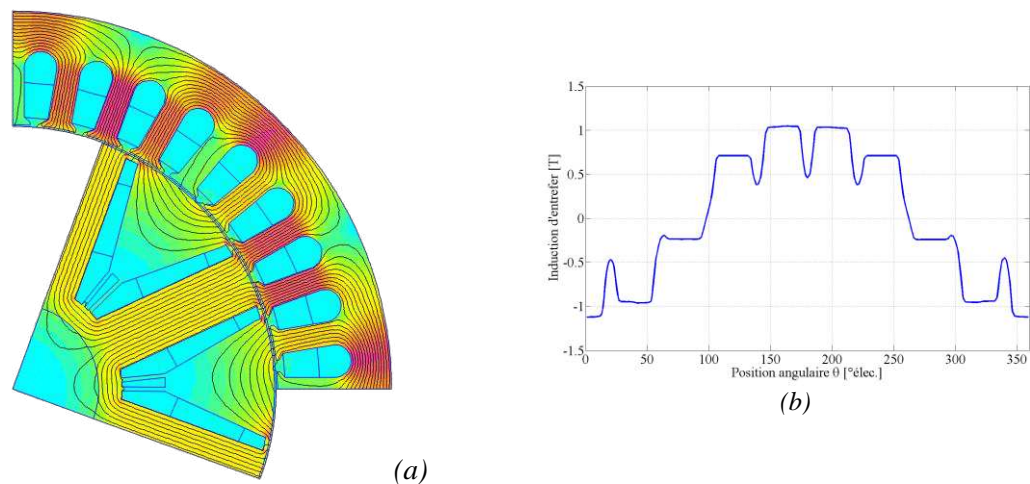 1.5
1
0.5
0
-0.5
-1
-1.5
Induction d'entrefer [T]
0 50 100 150 200 250 300 350
Position angulaire θ [°élec.]
(a)
(b)